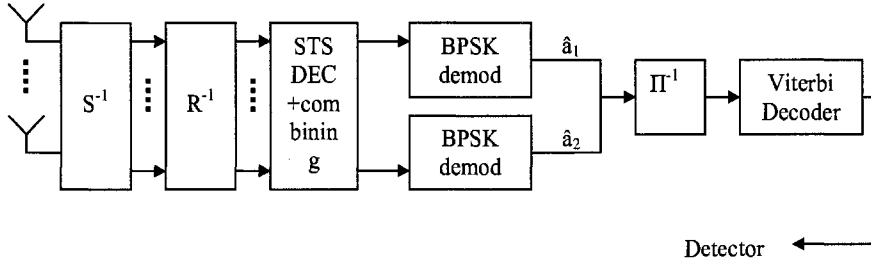 S⁻¹
R⁻¹
STS
DEC
+com
binin
g
BPSK
demod
â₁
BPSK
demod
â₂
Π⁻¹
Viterbi
Decoder
Detector